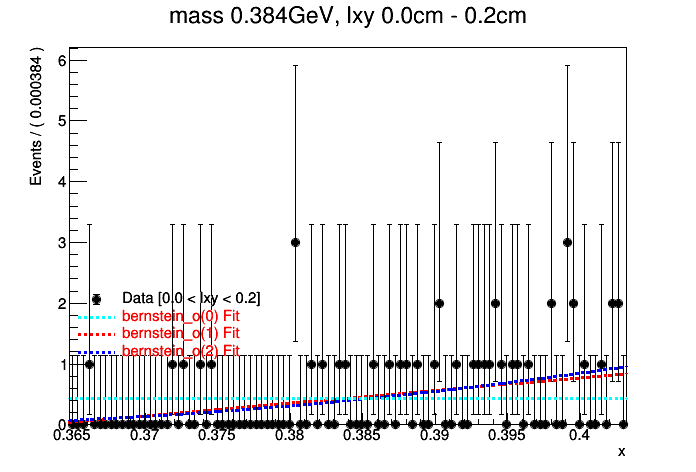 mass 0.384GeV, lxy 0.0cm - 0.2cm
Events / ( 0.000384 )
6
5
4
3
2
1
0
Data [0.0 < lxy < 0.2]
bernstein_o(0) Fit
bernstein_o(1) Fit
bernstein_o(2) Fit
0.365 0.37 0.375 0.38 0.385 0.39 0.395 0.4
x